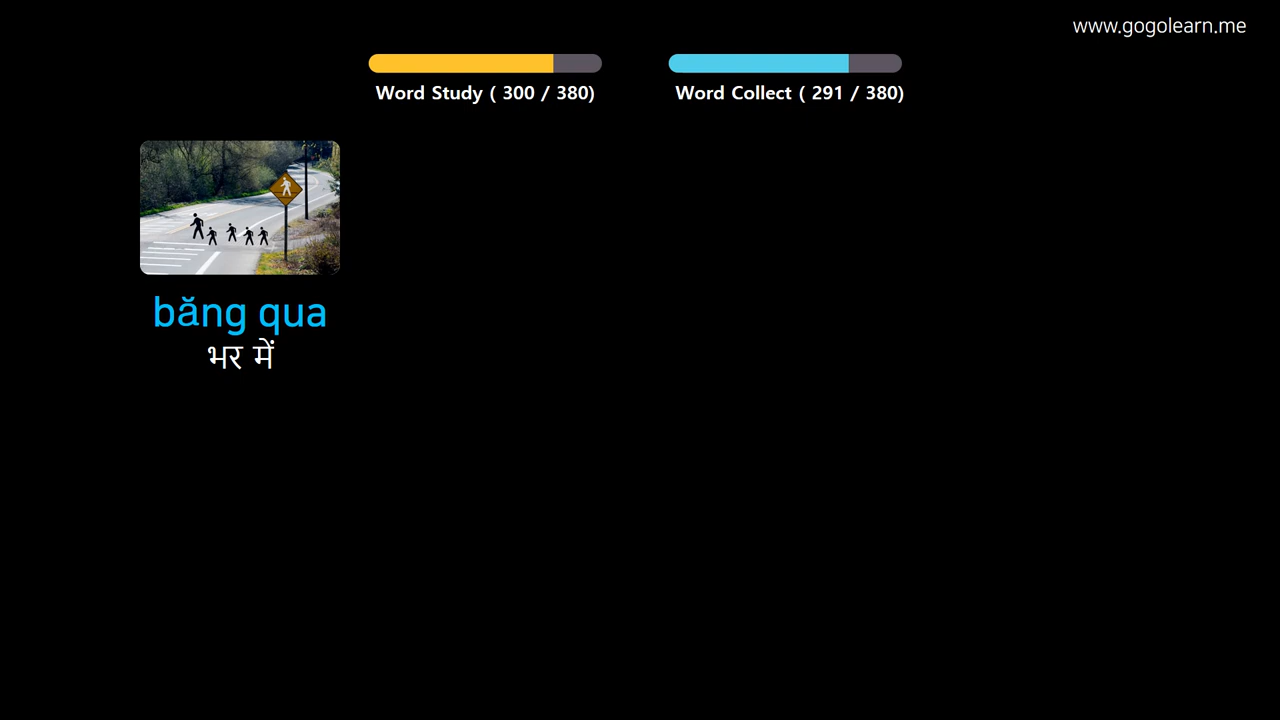 www.gogolearn.me
Word Study ( 300 / 380)
Word Collect ( 291 / 380)
băng qua
भर में